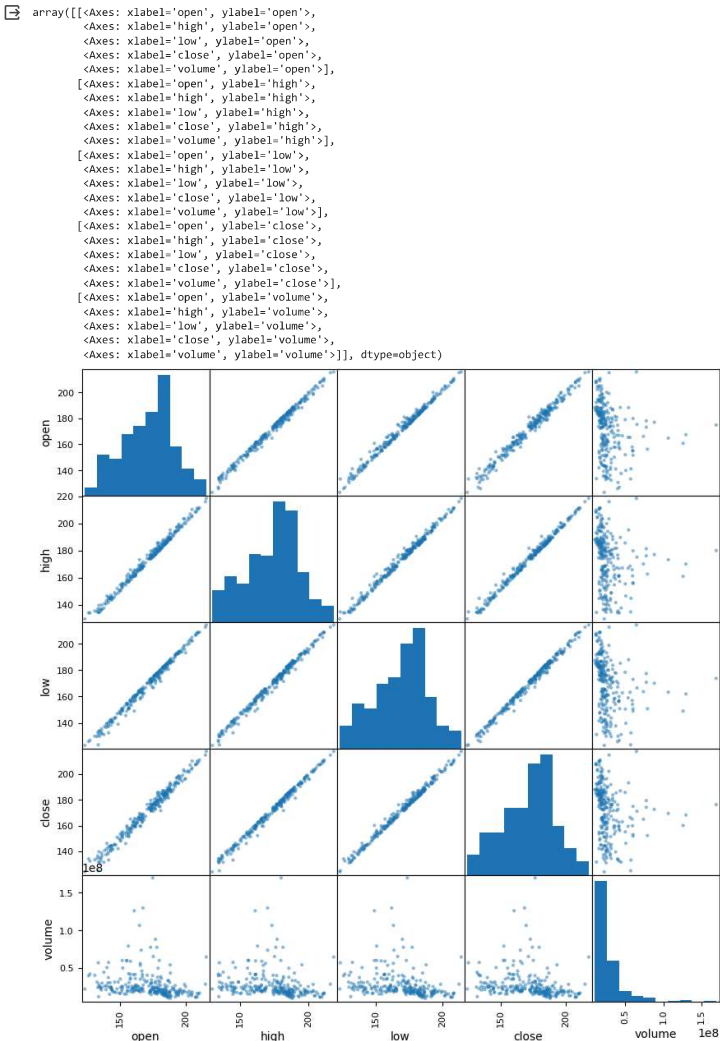 array([[<Axes: xlabel='open', ylabel='open'>,
<Axes: xlabel='high', ylabel='open'>,
<Axes: xlabel='low', ylabel='open'>,
<Axes: xlabel='close', ylabel='open'>,
<Axes: xlabel='volume', ylabel='open'>],
[<Axes: xlabel='open', ylabel='high'>,
<Axes: xlabel='high', ylabel='high'>,
<Axes: xlabel='low', ylabel='high'>,
<Axes: xlabel='close', ylabel='high'>,
<Axes: xlabel='volume', ylabel='high'>],
[<Axes: xlabel='open', ylabel='low'>,
<Axes: xlabel='high', ylabel='low'>,
<Axes: xlabel='low', ylabel='low'>,
<Axes: xlabel='close', ylabel='low'>,
<Axes: xlabel='volume', ylabel='low'>],
[<Axes: xlabel='open', ylabel='close'>,
<Axes: xlabel='high', ylabel='close'>,
<Axes: xlabel='low', ylabel='close'>,
<Axes: xlabel='close', ylabel='close'>,
<Axes: xlabel='volume', ylabel='close'>],
[<Axes: xlabel='open', ylabel='volume'>,
<Axes: xlabel='high', ylabel='volume'>,
<Axes: xlabel='low', ylabel='volume'>,
<Axes: xlabel='close', ylabel='volume'>,
<Axes: xlabel='volume', ylabel='volume'>]], dtype=object)
200
180
open
160
140
220
200
180
high
160
140
200
180
low
160
140
200
180
close
160
140
1e8
1.5
1.0
volume
0.5
150 200 150 200 150 200 150 200 0.5 1.0 1.5
open high low close volume 1e8